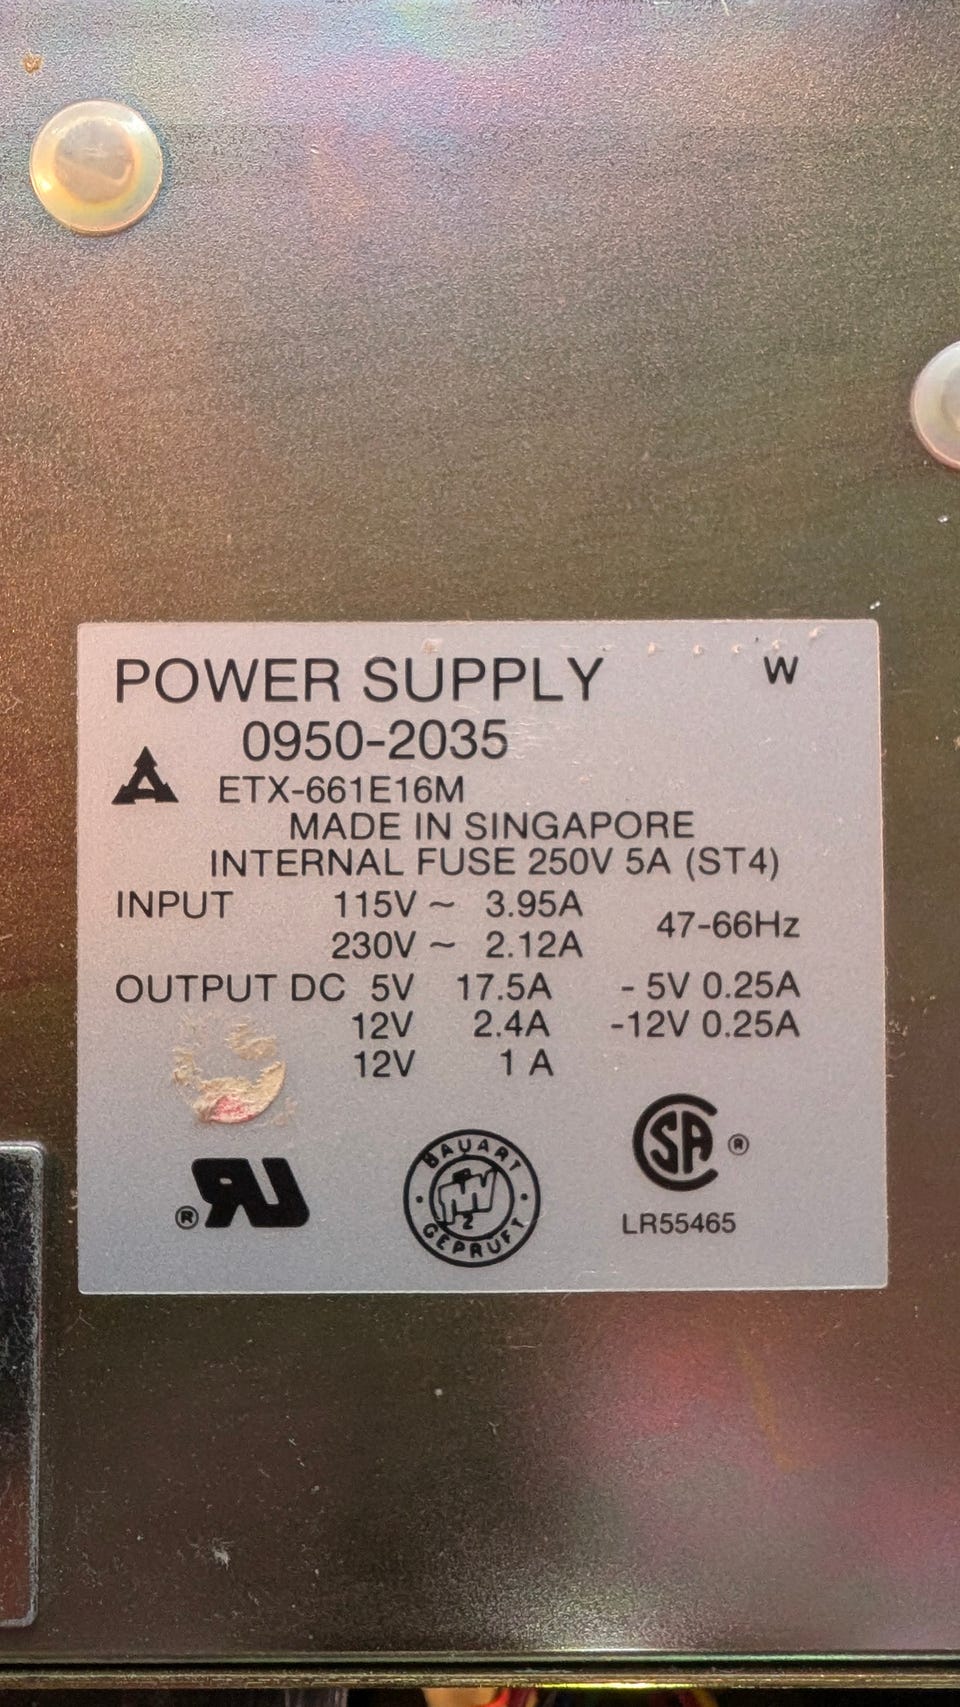 POWER SUPPLY W
0950-2035
ETX-661E16M
MADE IN SINGAPORE
INTERNAL FUSE 250V 5A (ST4)
INPUT 115V ~ 3.95A
230V ~ 2.12A 47-66Hz
OUTPUT DC 5V 17.5A - 5V 0.25A
12V 2.4A -12V 0.25A
12V 1 A
BAUART
GEPRUFT
SA ®
® RU
LR55465